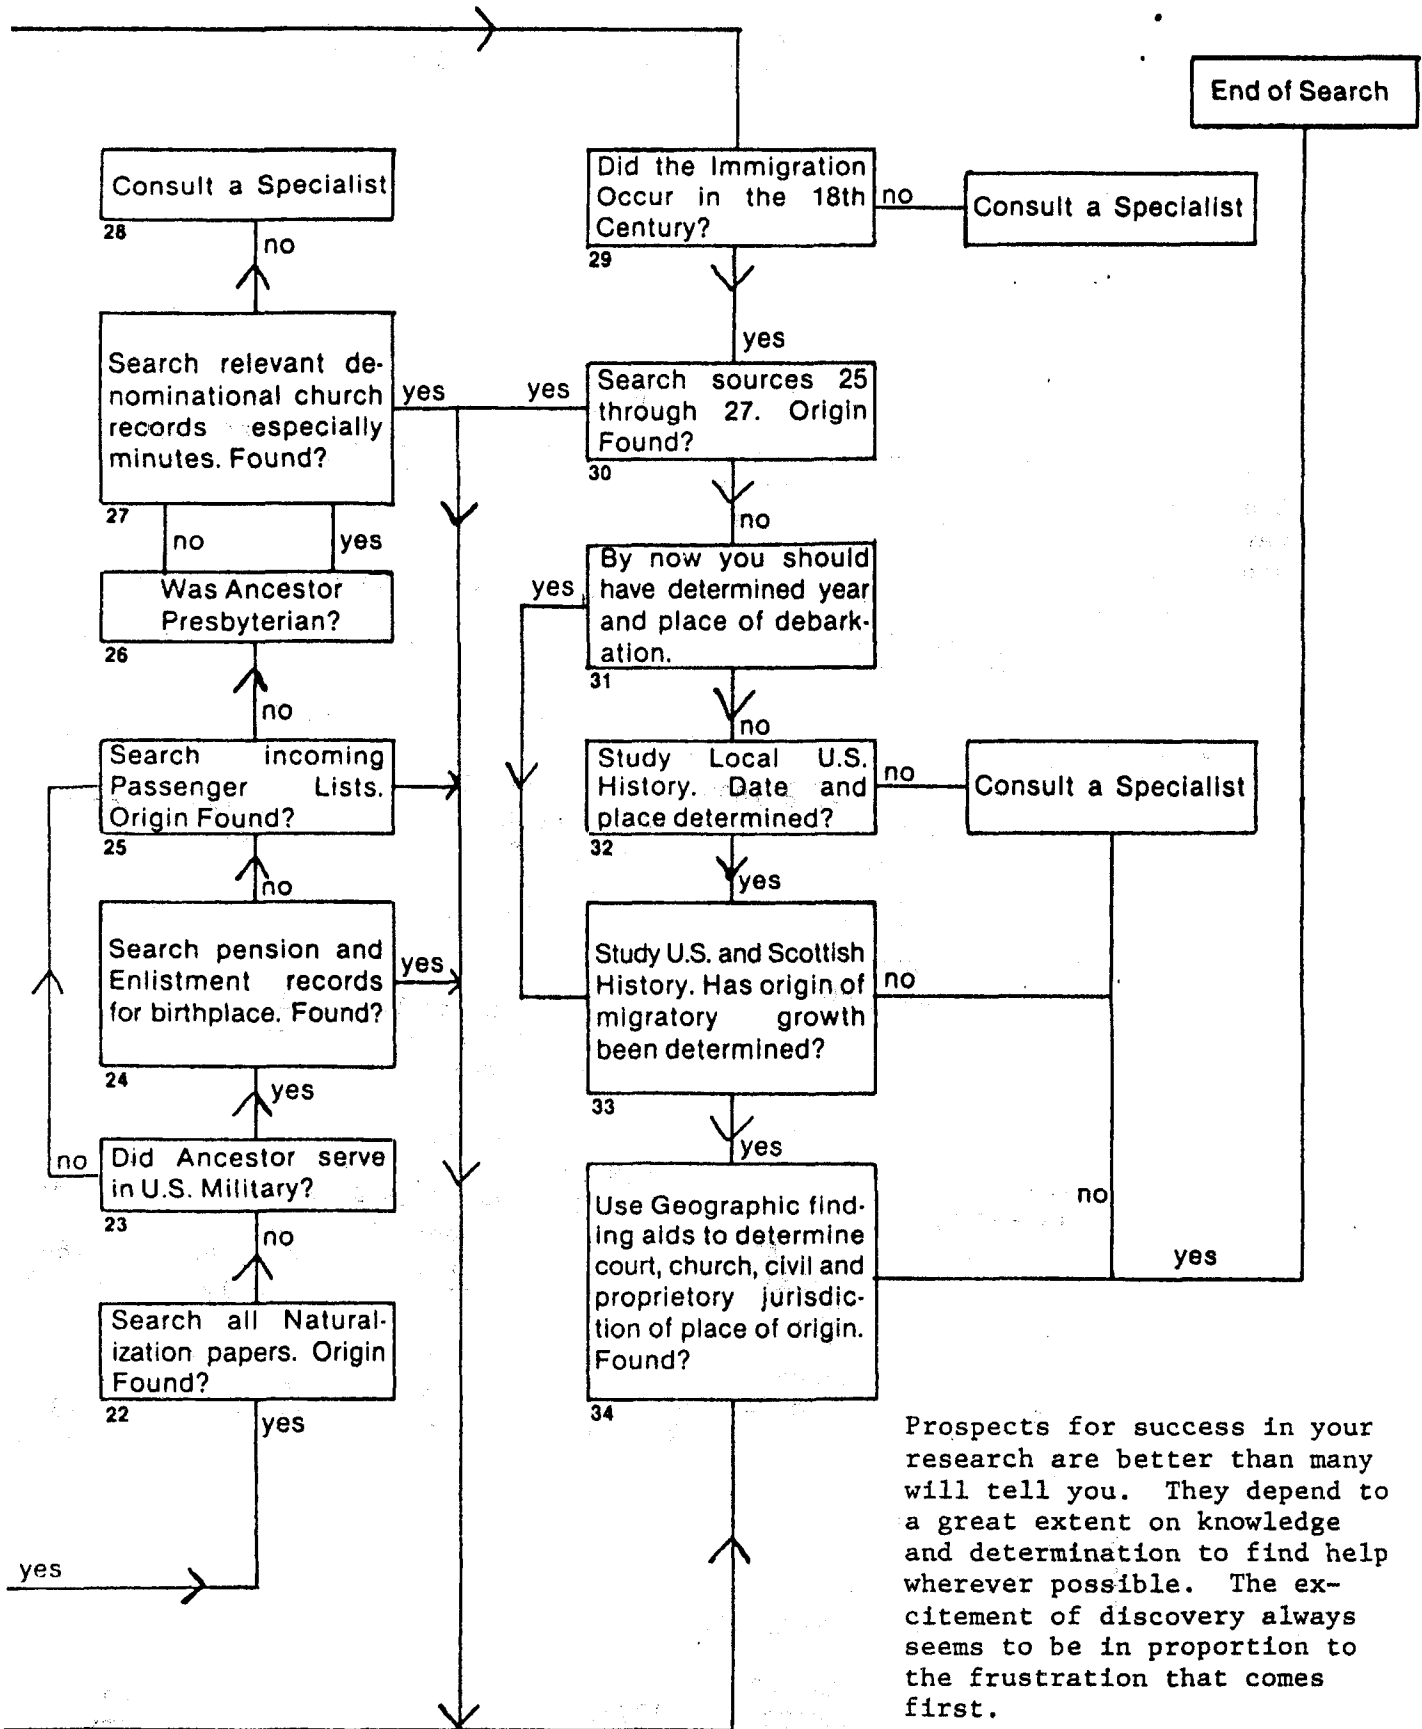 End of Search
Consult a Specialist
28
no
Search relevant de-
nominational church
records especially
minutes. Found?
27
yes
no
yes
Was Ancestor
Presbyterian?
26
no
Search incoming
Passenger Lists.
Origin Found?
25
no
Search pension and
Enlistment records
for birthplace. Found?
24
yes
yes
Did Ancestor serve
in U.S. Military?
23
no
no
Search all Natural-
ization papers. Origin
Found?
22
yes
yes
Did the Immigration
Occur in the 18th
Century?
29
no
Consult a Specialist
yes
Search sources 25
through 27. Origin
Found?
30
yes
no
By now you should
have determined year
and place of debark-
ation.
31
yes
no
Study Local U.S.
History. Date and
place determined?
32
no
Consult a Specialist
yes
Study U.S. and Scottish
History. Has origin of
migratory growth
been determined?
33
no
yes
Use Geographic find-
ing aids to determine
court, church, civil and
proprietory jurisdic-
tion of place of origin.
Found?
34
no
yes
Prospects for success in your
research are better than many
will tell you. They depend to
a great extent on knowledge
and determination to find help
wherever possible. The ex-
citement of discovery always
seems to be in proportion to
the frustration that comes
first.